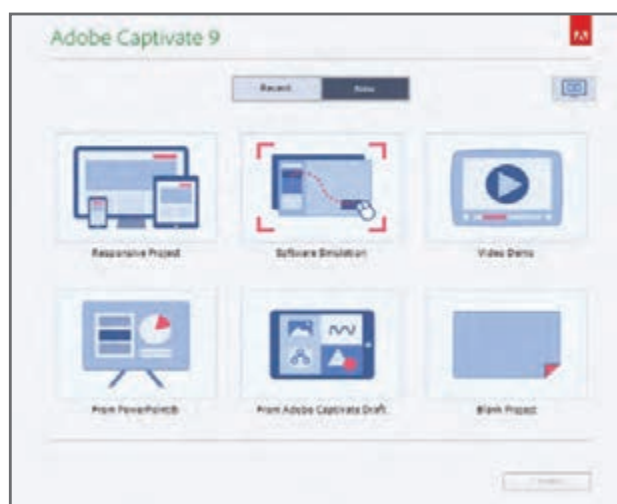 Adobe Captivate 9
Recent New
Responsive Project Software Simulation Video Demo
From PowerPoint From Adobe Captivate Draft Blank Project